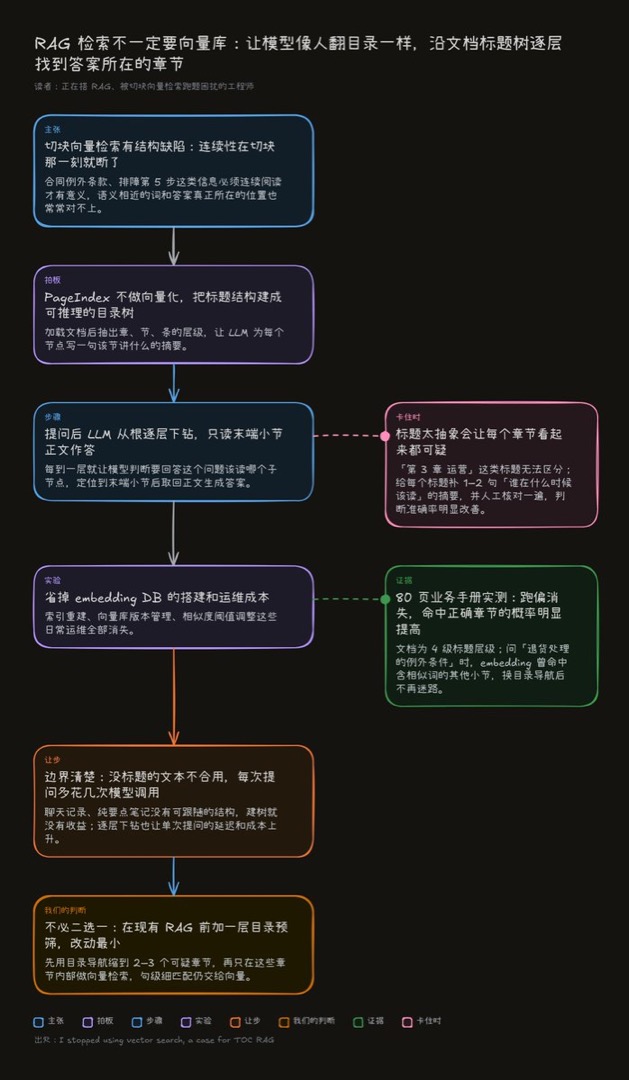 RAG 检索不一定要向量库：让模型像人翻目录一样，沿文档标题树逐层
找到答案所在的章节
读者：正在搭 RAG、被切块向量检索跑题困扰的工程师
主张
切块向量检索有结构缺陷：连续性在切块
那一刻就断了
合同例外条款、排障第 5 步这类信息必须连续阅读
才有意义，语义相近的词和答案真正所在的位置也
常常对不上。
拍板
PageIndex 不做向量化，把标题结构建成
可推理的目录树
加载文档后抽出章、节、条的层级，让 LLM 为每个
节点写一句该节讲什么的摘要。
步骤
提问后 LLM 从根逐层下钻，只读末端小节
正文作答
每到一层就让模型判断要回答这个问题该读哪个子
节点，定位到末端小节后取回正文生成答案。
卡住时
标题太抽象会让每个章节看起
来都可疑
「第 3 章 运营」这类标题无法区分；
给每个标题补 1–2 句「谁在什么时候
该读」的摘要，并人工核对一遍，判
断准确率明显改善。
实验
省掉 embedding DB 的搭建和运维成本
索引重建、向量库版本管理、相似度阈值调整这些
日常运维全部消失。
证据
80 页业务手册实测：跑偏消
失，命中正确章节的概率明显
提高
文档为 4 级标题层级；问「退货处理
的例外条件」时，embedding 曾命中
含相似词的其他小节，换目录导航后
不再迷路。
让步
边界清楚：没标题的文本不合用，每次提
问多花几次模型调用
聊天记录、纯要点笔记没有可跟随的结构，建树就
没有收益；逐层下钻也让单次提问的延迟和成本上
升。
我们的判断
不必二选一：在现有 RAG 前加一层目录预
筛，改动最小
先用目录导航缩到 2–3 个可疑章节，再只在这些章
节内部做向量检索，句级细匹配仍交给向量。
主张 拍板 步骤 实验 让步 我们的判断 证据 卡住时
出处：I stopped using vector search, a case for TOC RAG